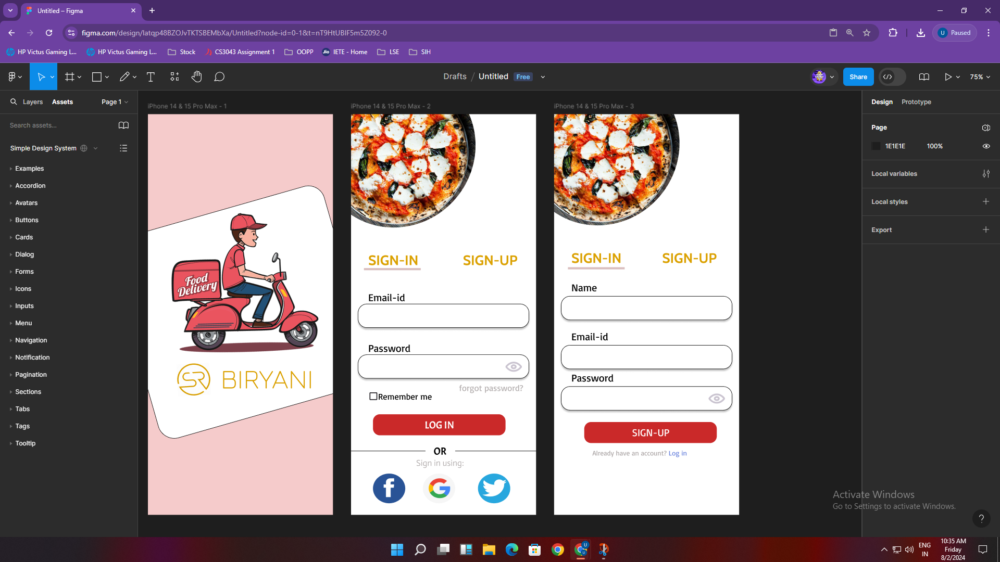 Untitled – Figma
figma.com/design/latqp48BZOJvTKTSBEMbXa/Untitled?node-id=0-1&t=nT9HtUBIF5m5Z092-0
Paused
HP Victus Gaming L...
HP Victus Gaming L...
Stock
CS3043 Assignment 1
OOPP
Jio
IETE - Home
LSE
SIH
Drafts / Untitled
Free
Share
75%
Layers
Assets
Page 1
Search assets...
Simple Design System
Examples
Accordion
Avatars
Buttons
Cards
Dialog
Forms
Icons
Inputs
Menu
Navigation
Notification
Pagination
Sections
Tabs
Tags
Tooltip
iPhone 14 & 15 Pro Max - 1
Food
Delivery
SR BIRYANI
iPhone 14 & 15 Pro Max - 2
SIGN-IN
SIGN-UP
Email-id
Password
forgot password?
Remember me
LOG IN
OR
Sign in using:
iPhone 14 & 15 Pro Max - 3
SIGN-IN
SIGN-UP
Name
Email-id
Password
SIGN-UP
Already have an account? Log in
Design
Prototype
Page
1E1E1E
100%
Local variables
Local styles
Export
Activate Windows
Go to Settings to activate Windows.
?
U
ENG
IN
10:35 AM
Friday
8/2/2024